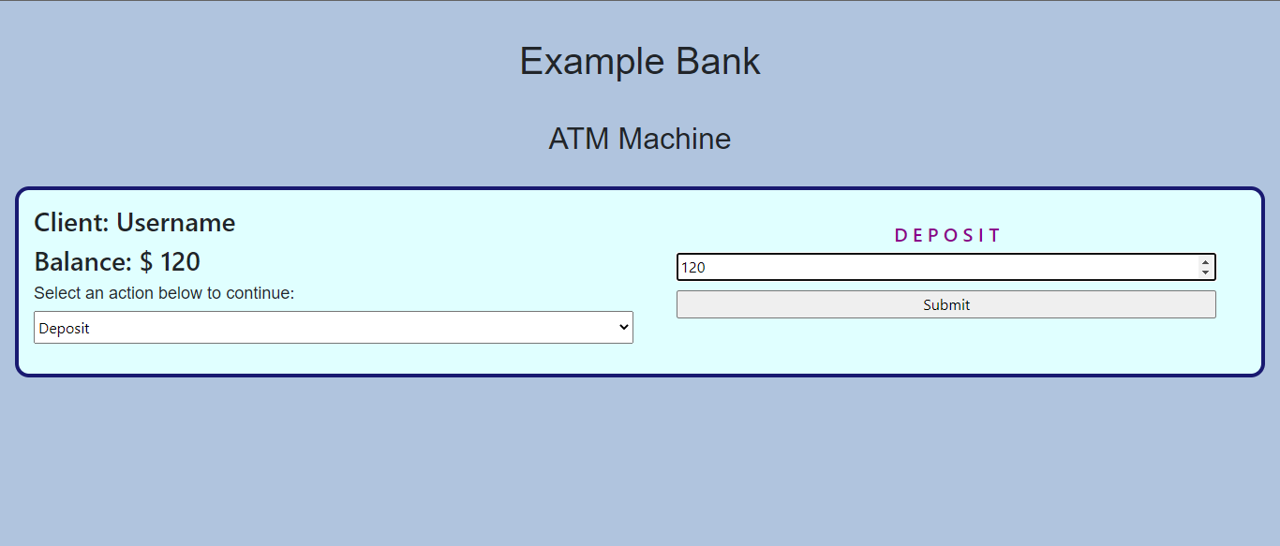 Example Bank
ATM Machine
Client: Username
Balance: $ 120
Select an action below to continue:
Deposit
DEPOSIT
120
Submit